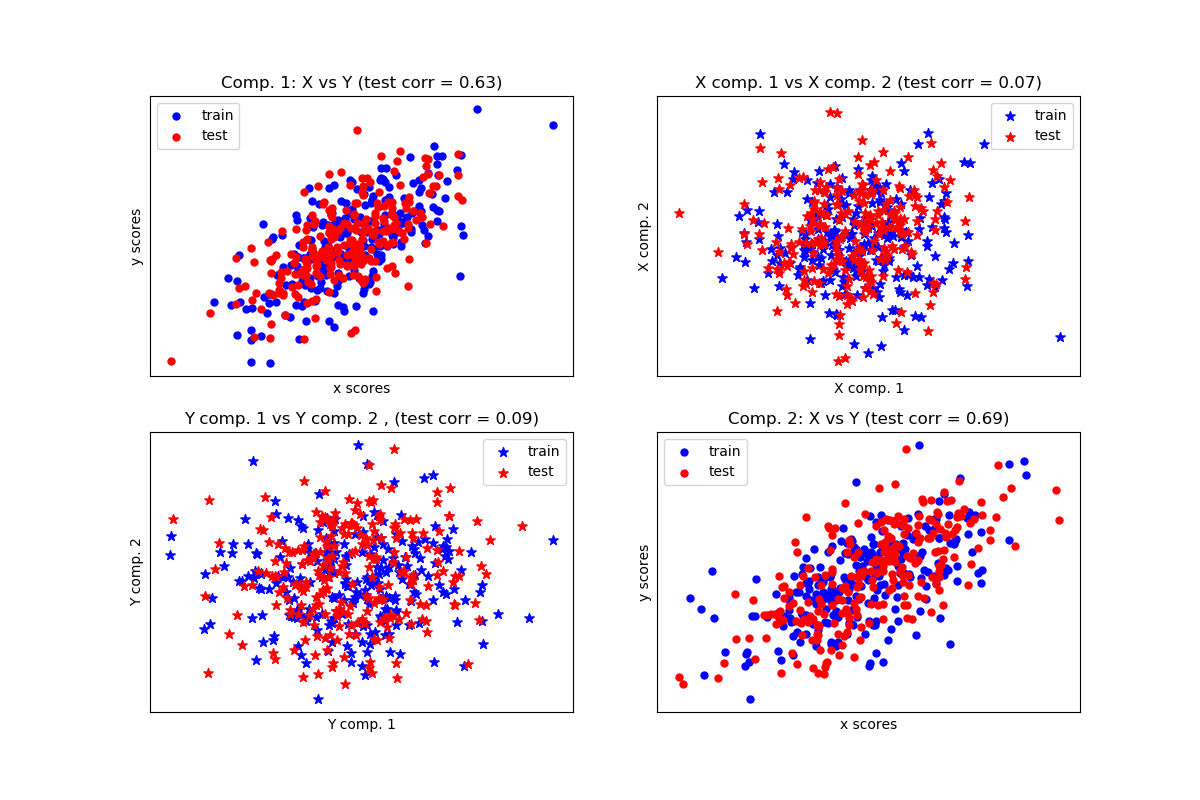 Comp. 1: X vs Y (test corr = 0.63)
train
test
y scores
x scores
X comp. 1 vs X comp. 2 (test corr = 0.07)
train
test
X comp. 2
X comp. 1
Y comp. 1 vs Y comp. 2 , (test corr = 0.09)
train
test
Y comp. 2
Y comp. 1
Comp. 2: X vs Y (test corr = 0.69)
train
test
y scores
x scores